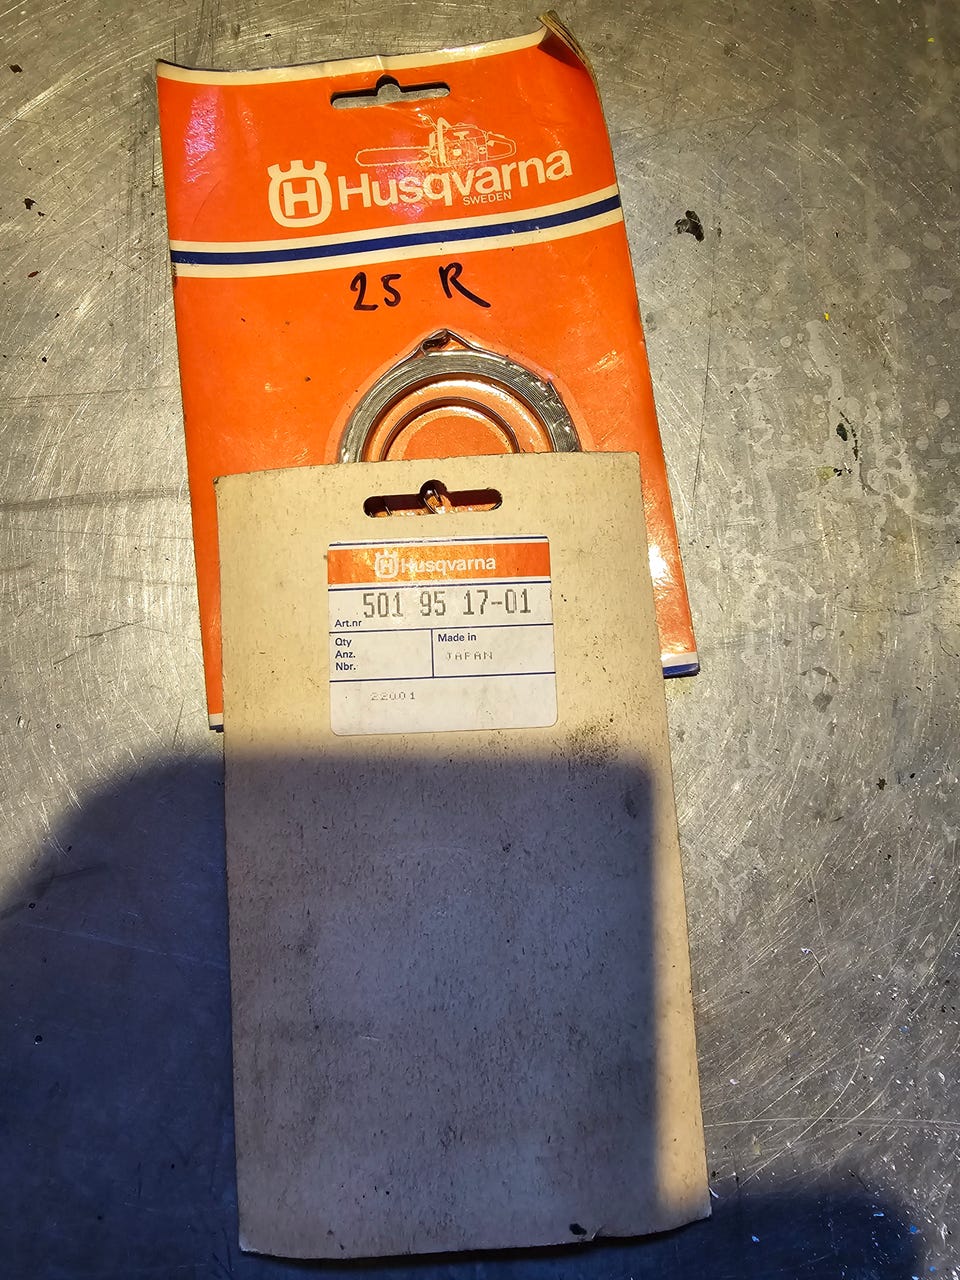 Husqvarna
SWEDEN
25 R
Husqvarna
Art.nr 501 95 17-01
Qty
Anz.
Nbr.
Made in
JAPAN
22001